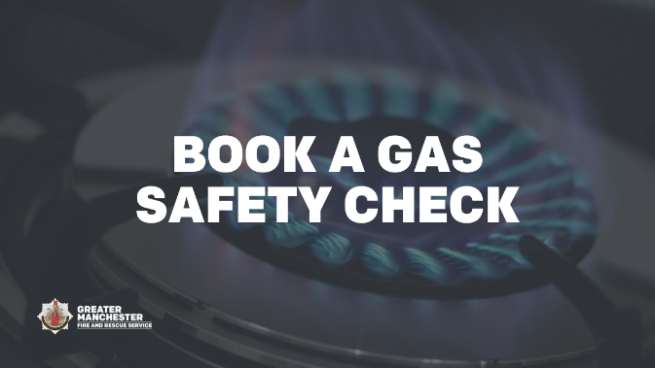 BOOK A GAS
SAFETY CHECK
GREATER
MANCHESTER
FIRE AND RESCUE SERVICE